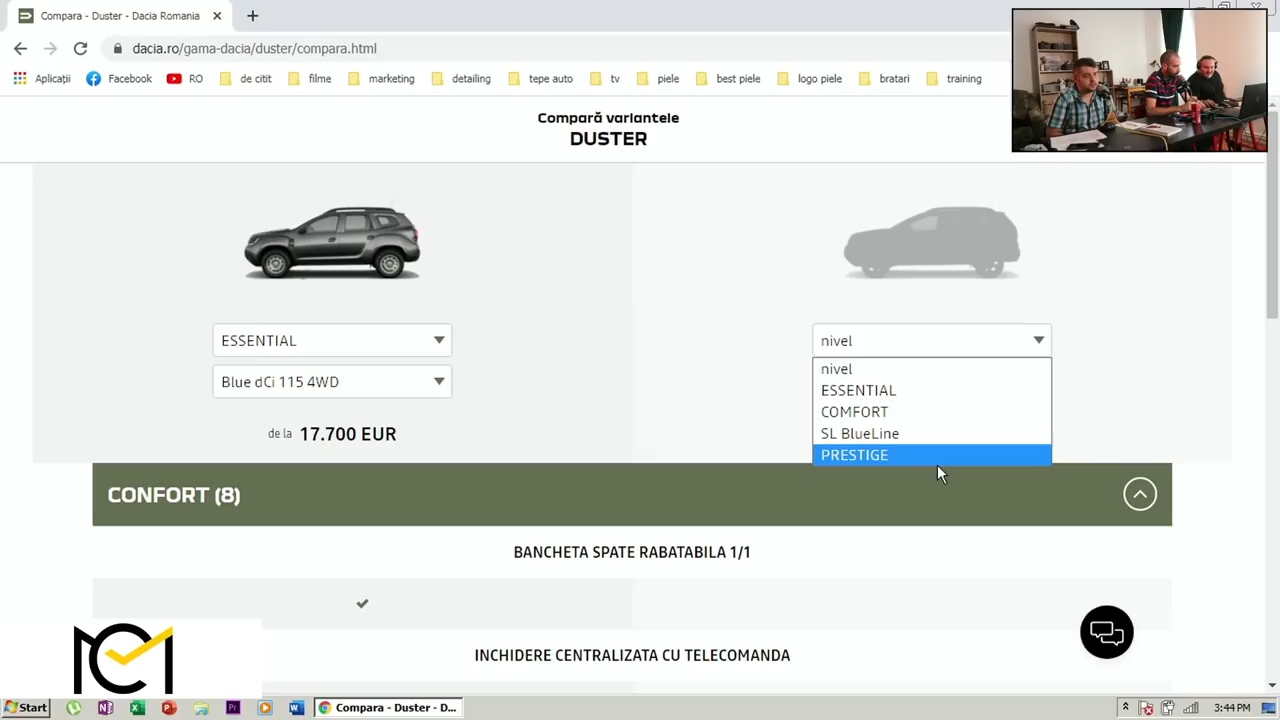 Compara - Duster - Dacia Romania
dacia.ro/gama-dacia/duster/compara.html
Aplicații
Facebook
RO
de citit
filme
marketing
detailing
tepe auto
tv
piele
best piele
logo piele
bratari
training
Compară variantele
DUSTER
ESSENTIAL
Blue dCi 115 4WD
de la 17.700 EUR
nivel
nivel
ESSENTIAL
COMFORT
SL BlueLine
PRESTIGE
CONFORT (8)
BANCHETA SPATE RABATABILA 1/1
INCHIDERE CENTRALIZATA CU TELECOMANDA
Start
Compara - Duster - D...
3:44 PM